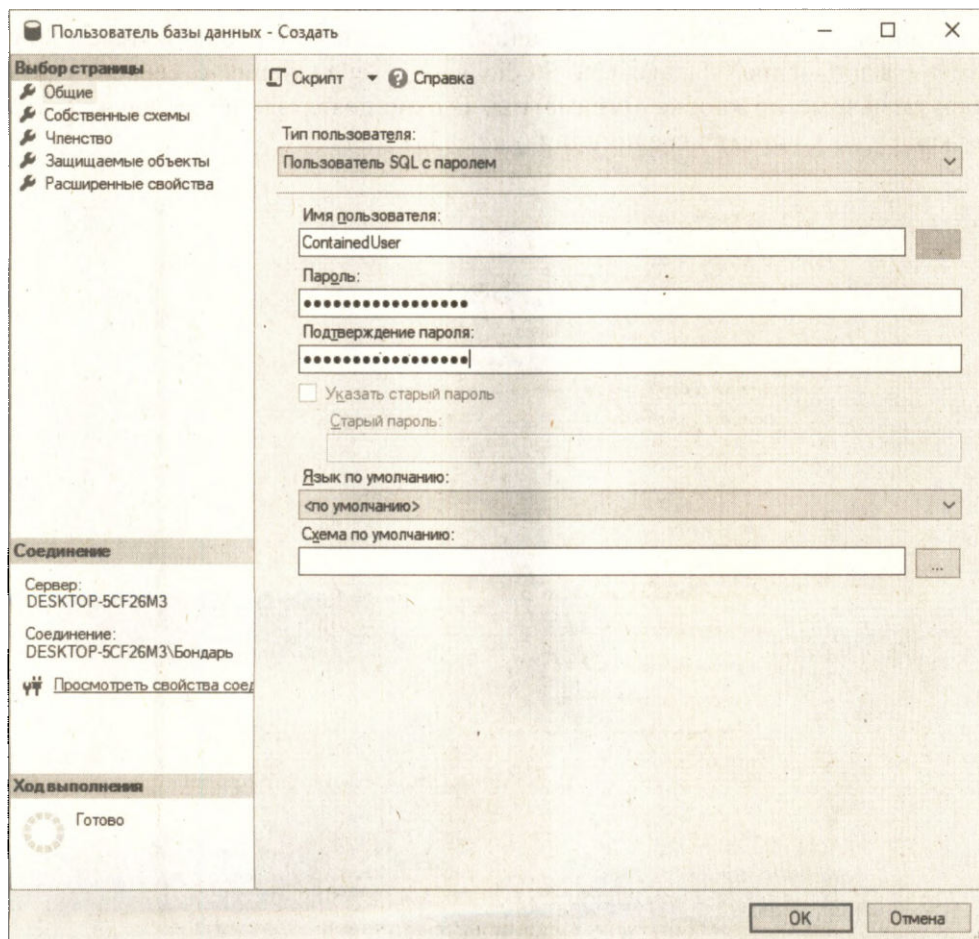 Пользователь базы данных - Создать
Выбор страницы
Общие
Собственные схемы
Членство
Защищаемые объекты
Расширенные свойства
Скрипт
Справка
Тип пользователя:
Пользователь SQL с паролем
Имя пользователя:
ContainedUser
...
Пароль:
●●●●●●●●●●●●●●●●●
Подтверждение пароля:
●●●●●●●●●●●●●●●●●
Указать старый пароль
Старый пароль:
Язык по умолчанию:
<по умолчанию>
Схема по умолчанию:
...
Соединение
Сервер:
DESKTOP-5CF26M3
Соединение:
DESKTOP-5CF26M3\Бондарь
Просмотреть свойства соед
Ход выполнения
Готово
OK
Отмена